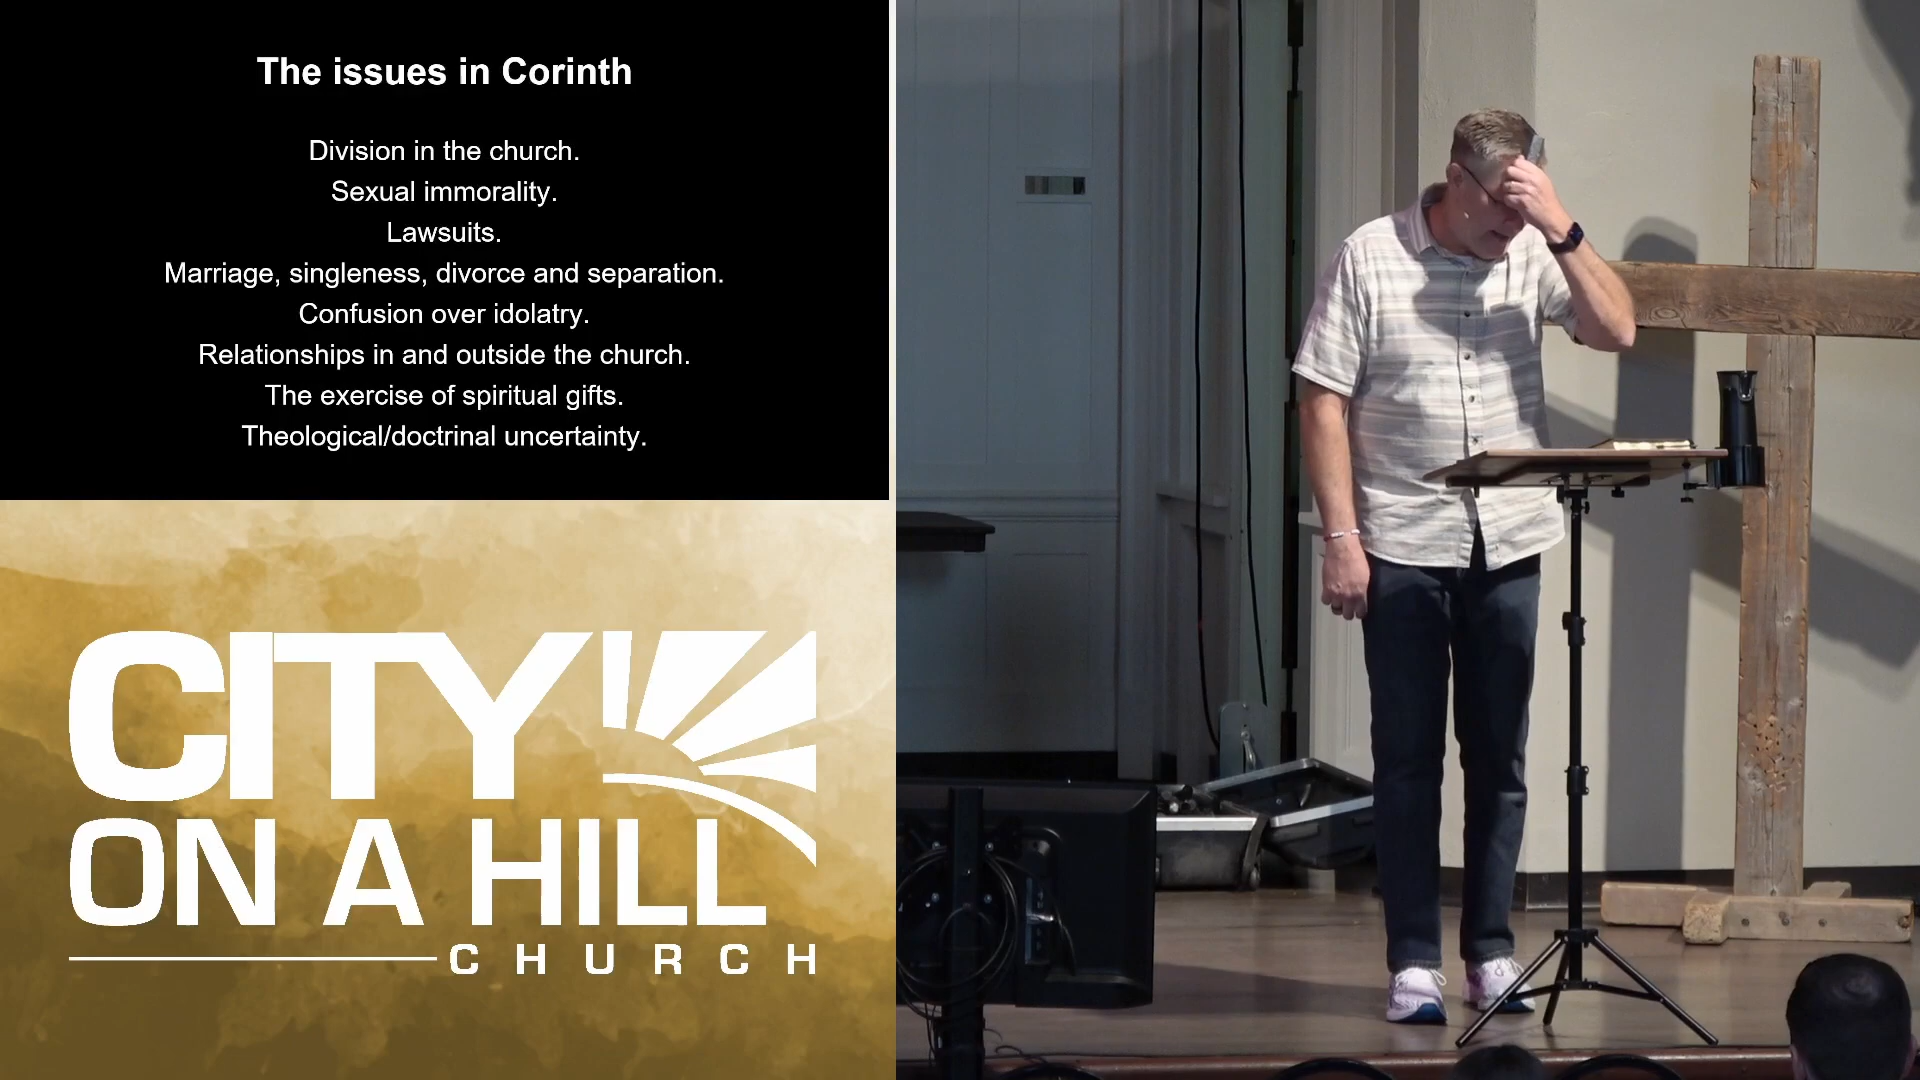 The issues in Corinth
Division in the church.
Sexual immorality.
Lawsuits.
Marriage, singleness, divorce and separation.
Confusion over idolatry.
Relationships in and outside the church.
The exercise of spiritual gifts.
Theological/doctrinal uncertainty.
CITY
ON A HILL
CHURCH